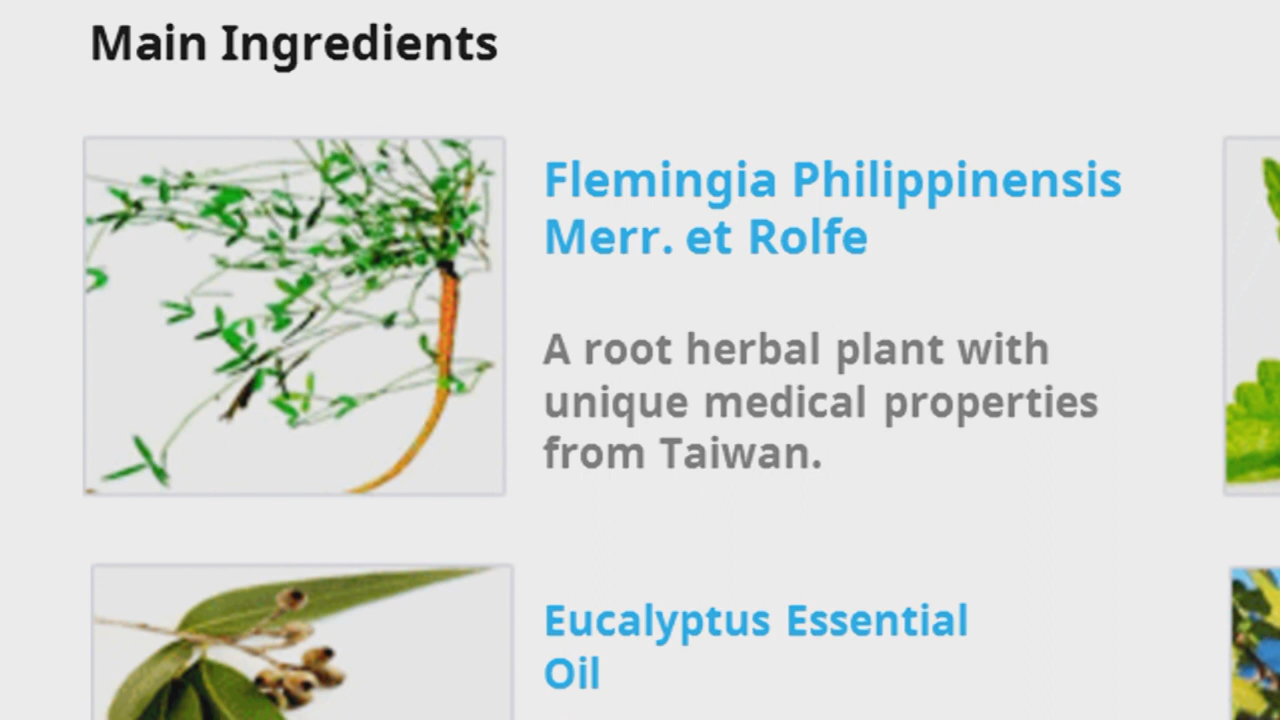 Main Ingredients
Flemingia Philippinensis
Merr. et Rolfe
A root herbal plant with
unique medical properties
from Taiwan.
Eucalyptus Essential
Oil